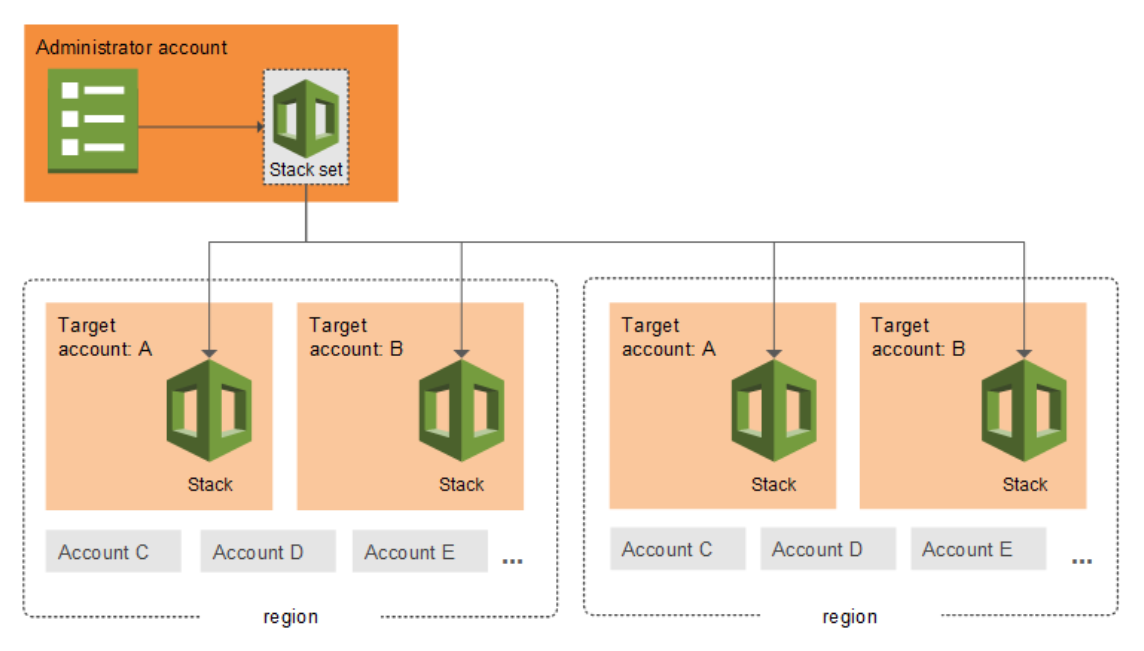 Administrator account
Stack set
Target
account: A
Stack
Target
account: B
Stack
Account C
Account D
Account E
...
region
Target
account: A
Stack
Target
account: B
Stack
Account C
Account D
Account E
...
region